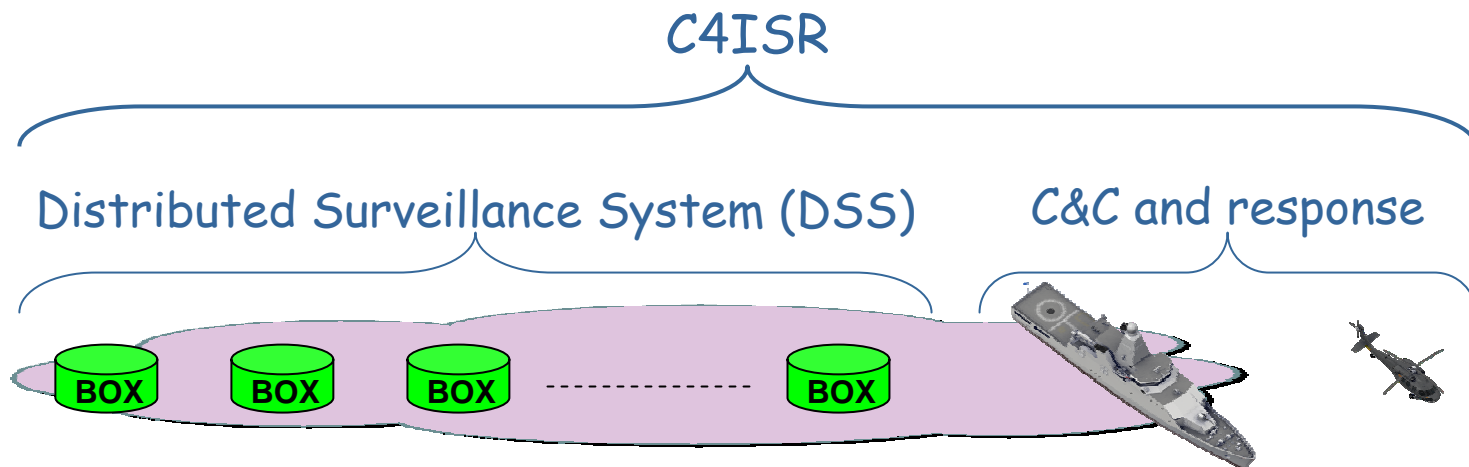 C4ISR
Distributed Surveillance System (DSS)
C&C and response
BOX
BOX
BOX
BOX